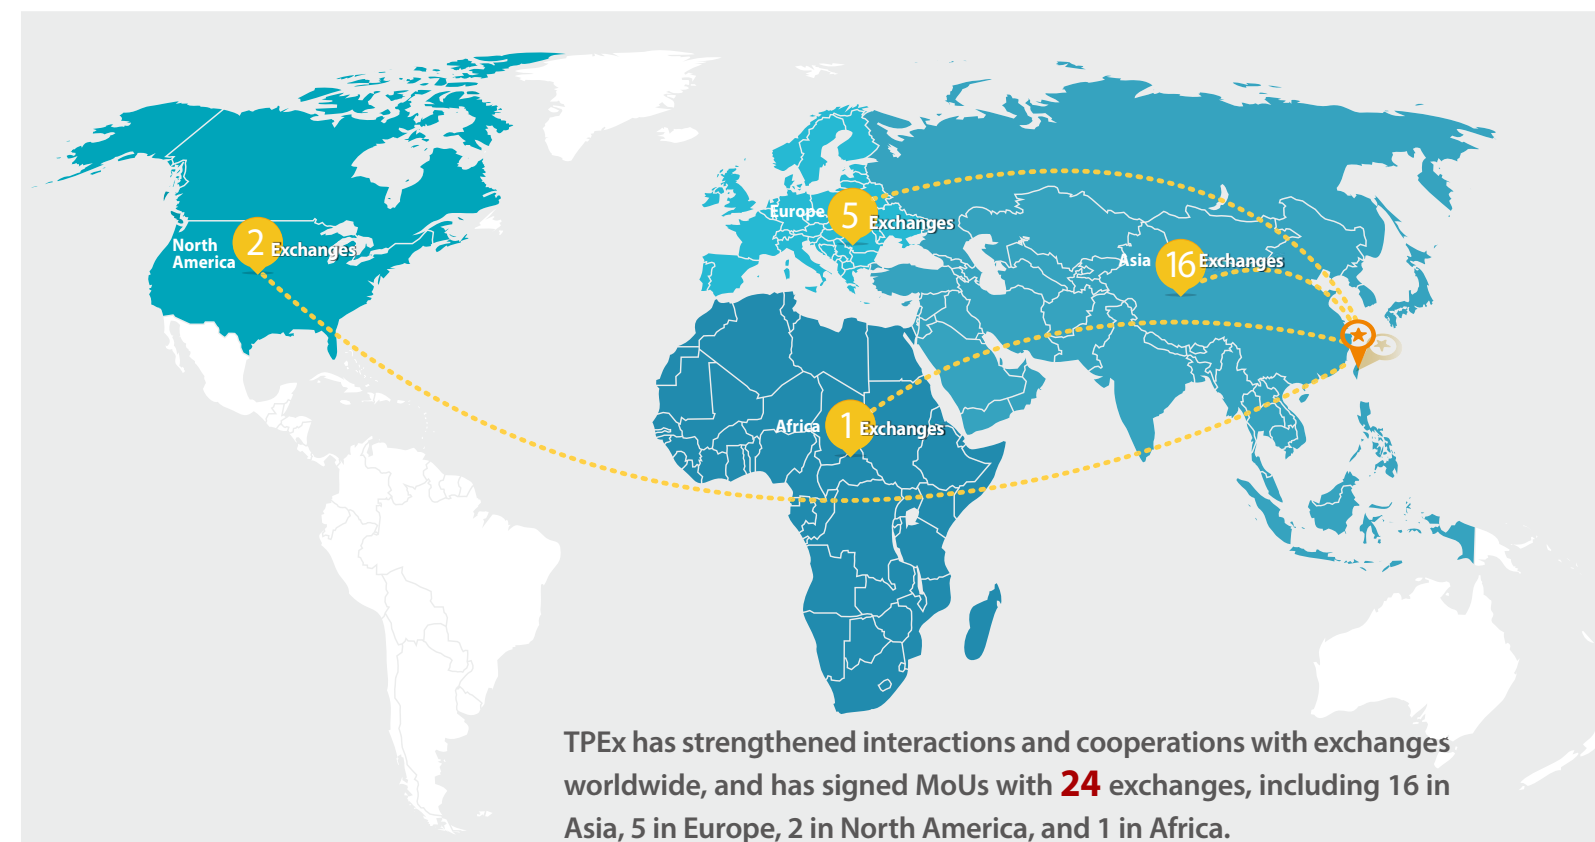 North
America
2
Exchanges
Europe
5
Exchanges
Asia
16
Exchanges
Africa
1
Exchanges
TPEx has strengthened interactions and cooperations with exchanges
worldwide, and has signed MoUs with 24 exchanges, including 16 in
Asia, 5 in Europe, 2 in North America, and 1 in Africa.